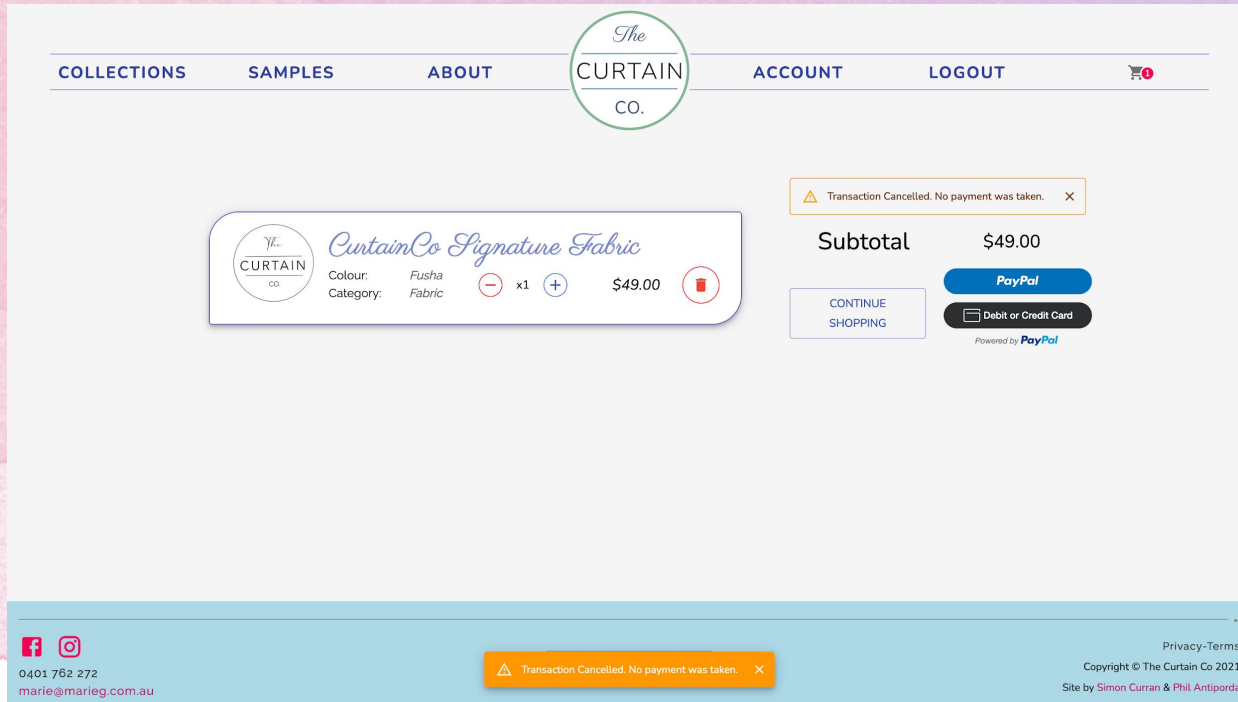 The
CURTAIN
CO.
COLLECTIONS SAMPLES ABOUT ACCOUNT LOGOUT 1
Transaction Cancelled. No payment was taken.
The
CURTAIN
CO.
CurtainCo Signature Fabric
Colour: Fusha
Category: Fabric
x1
$49.00
Subtotal $49.00
CONTINUE
SHOPPING
PayPal
Debit or Credit Card
Powered by PayPal
0401 762 272
marie@marieg.com.au
Transaction Cancelled. No payment was taken.
Privacy-Terms
Copyright © The Curtain Co 2021
Site by Simon Curran & Phil Antiporda